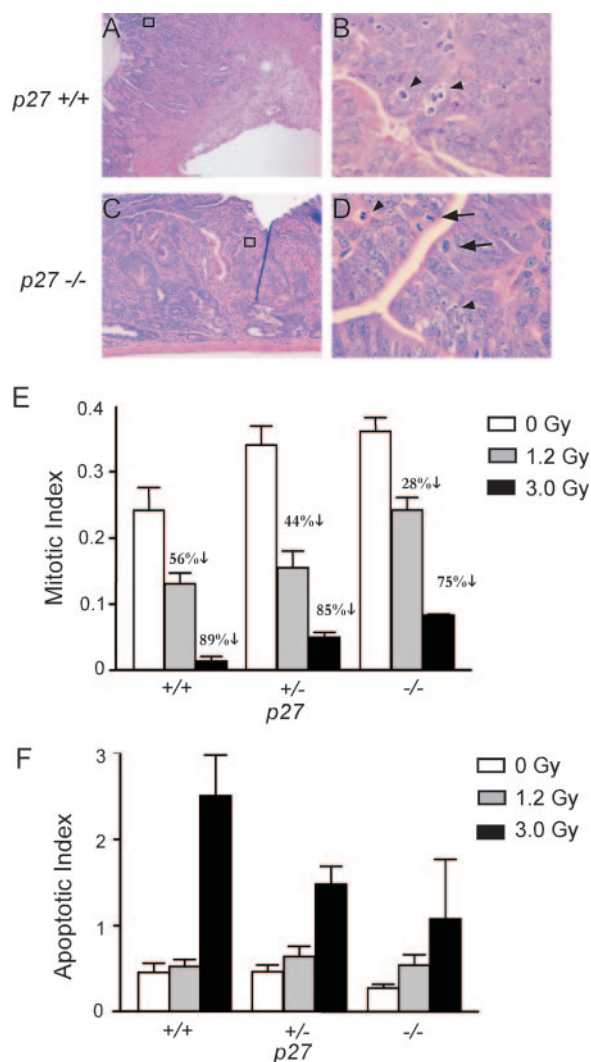 A
B
p27 +/+
C
D
p27 -/-
E
0.4
0.3
0.2
0.1
0
Mitotic Index
56%↓
89%↓
44%↓
85%↓
28%↓
75%↓
0 Gy
1.2 Gy
3.0 Gy
+/+
+/-
-/-
p27
F
3
2
1
0
Apoptotic Index
0 Gy
1.2 Gy
3.0 Gy
+/+
+/-
-/-
p27